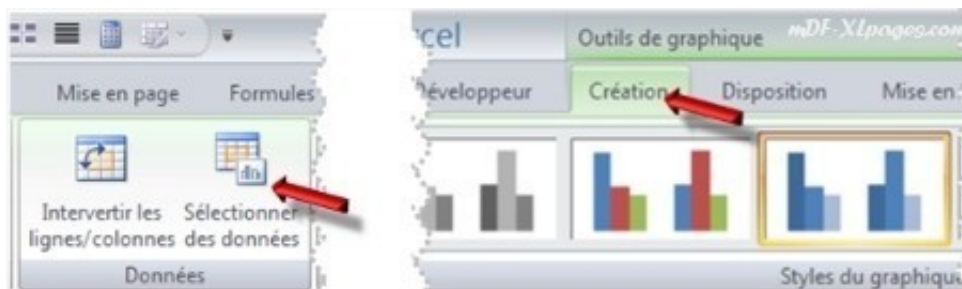 xcel
Outils de graphique
mDF-XLpages.com
Mise en page
Formules
Développeur
Création
Disposition
Mise en
Intervertir les
lignes/colonnes
Sélectionner
des données
Données
Styles du graphique